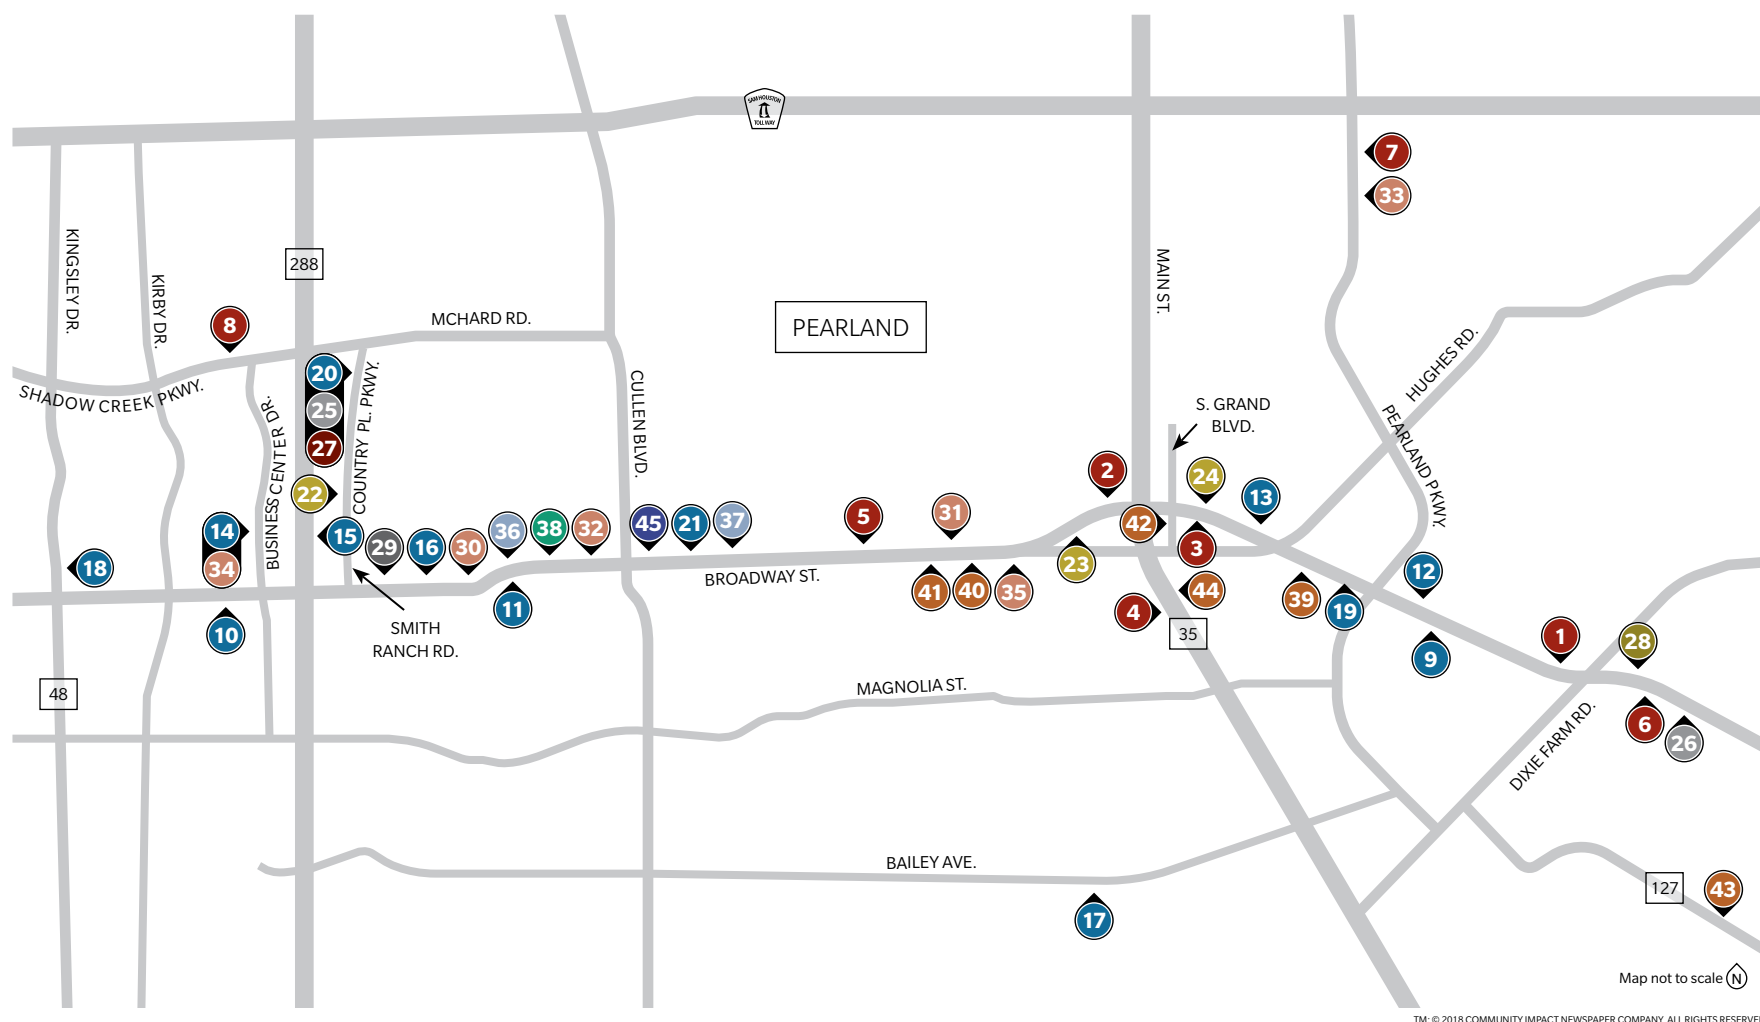 SAM HOUSTON
TOLLWAY
7
33
KINGSLEY DR.
KIRBY DR.
288
MAIN ST.
8
MCHARD RD.
PEARLAND
HUGHES RD.
SHADOW CREEK PKWY.
20
25
27
22
COUNTRY PL. PKWY.
BUSINESS CENTER DR.
CULLEN BLVD.
S. GRAND
BLVD.
PEARLAND PKWY.
2
24
13
14
34
18
15
29
16
30
36
38
32
45
21
37
5
31
42
3
23
BROADWAY ST.
41
40
35
44
4
39
19
12
11
10
SMITH
RANCH RD.
35
9
1
28
48
MAGNOLIA ST.
6
26
DIXIE FARM RD.
BAILEY AVE.
17
127
43
Map not to scale N
TM; © 2018 COMMUNITY IMPACT NEWSPAPER COMPANY. ALL RIGHTS RESERVE